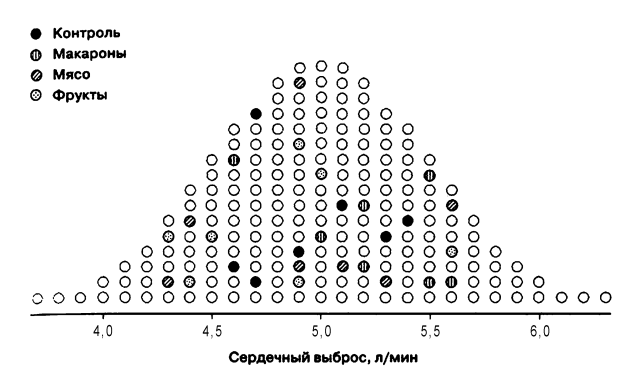 Контроль
Макароны
Мясо
Фрукты
4,0 4,5 5,0 5,5 6,0
Сердечный выброс, л/мин